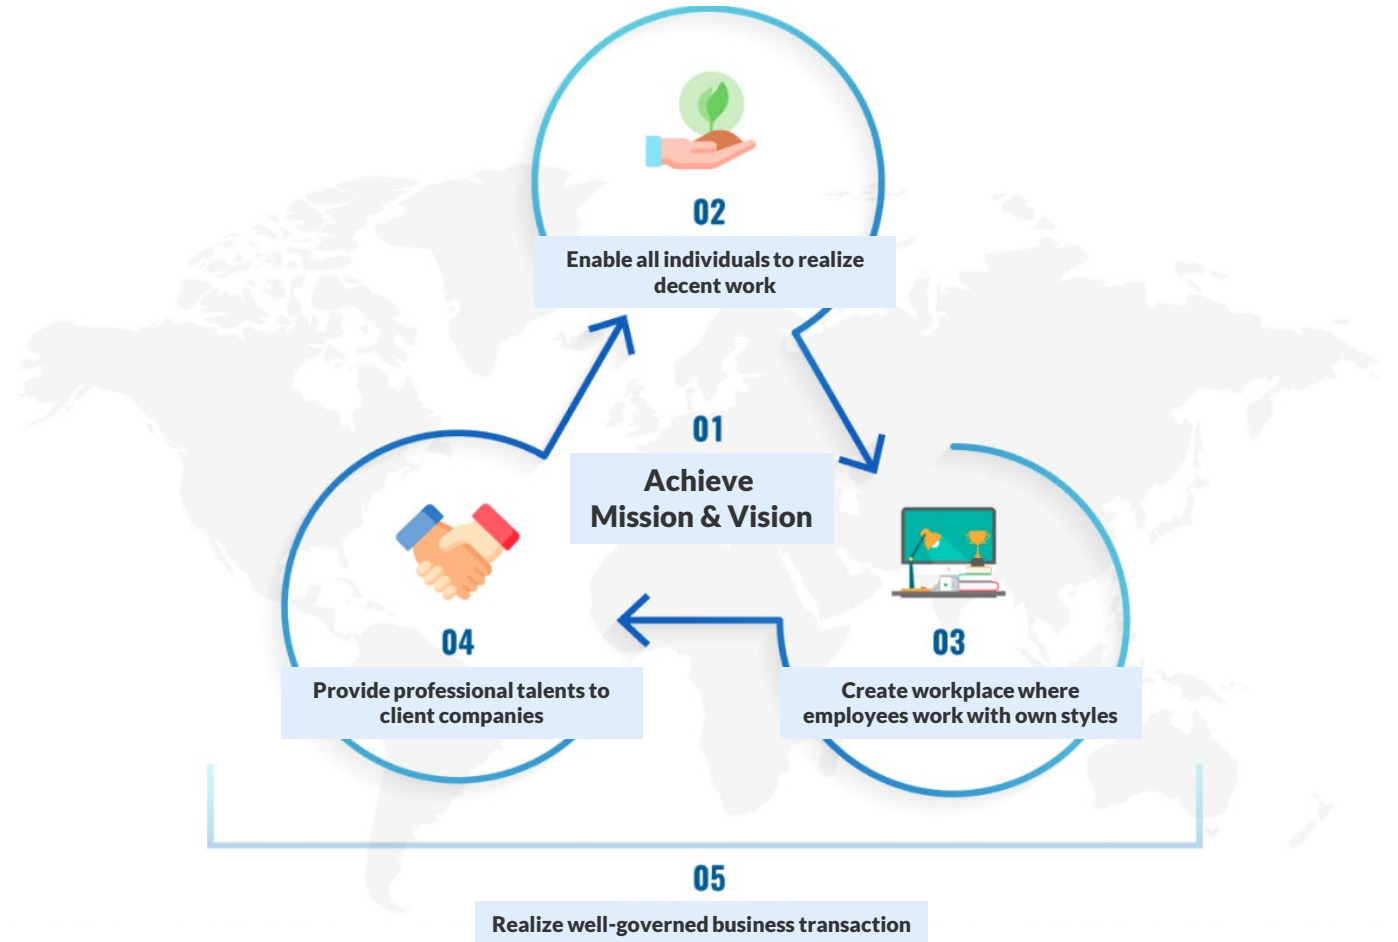 02
Enable all individuals to realize
decent work
01
Achieve
Mission & Vision
04
Provide professional talents to
client companies
03
Create workplace where
employees work with own styles
05
Realize well-governed business transaction